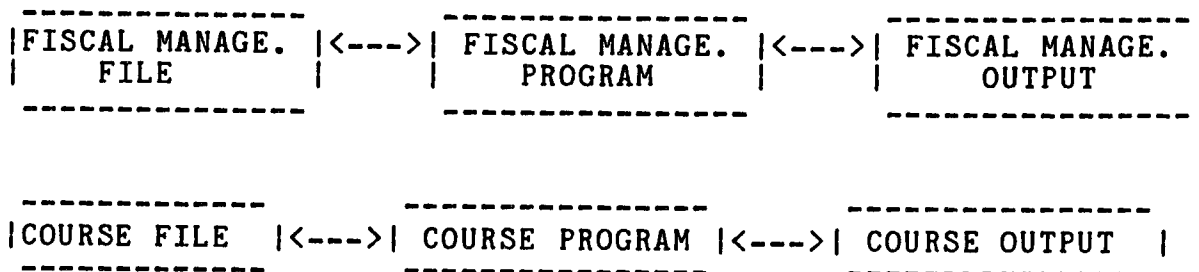 ---------------    ----------------    ----------------
|FISCAL MANAGE. |<--->| FISCAL MANAGE. |<--->| FISCAL MANAGE.
|    FILE       |     |    PROGRAM     |     |    OUTPUT
---------------    ----------------    ----------------
-------------    ----------------    ----------------
|COURSE FILE  |<--->| COURSE PROGRAM |<--->| COURSE OUTPUT  |
-------------    ----------------    ----------------